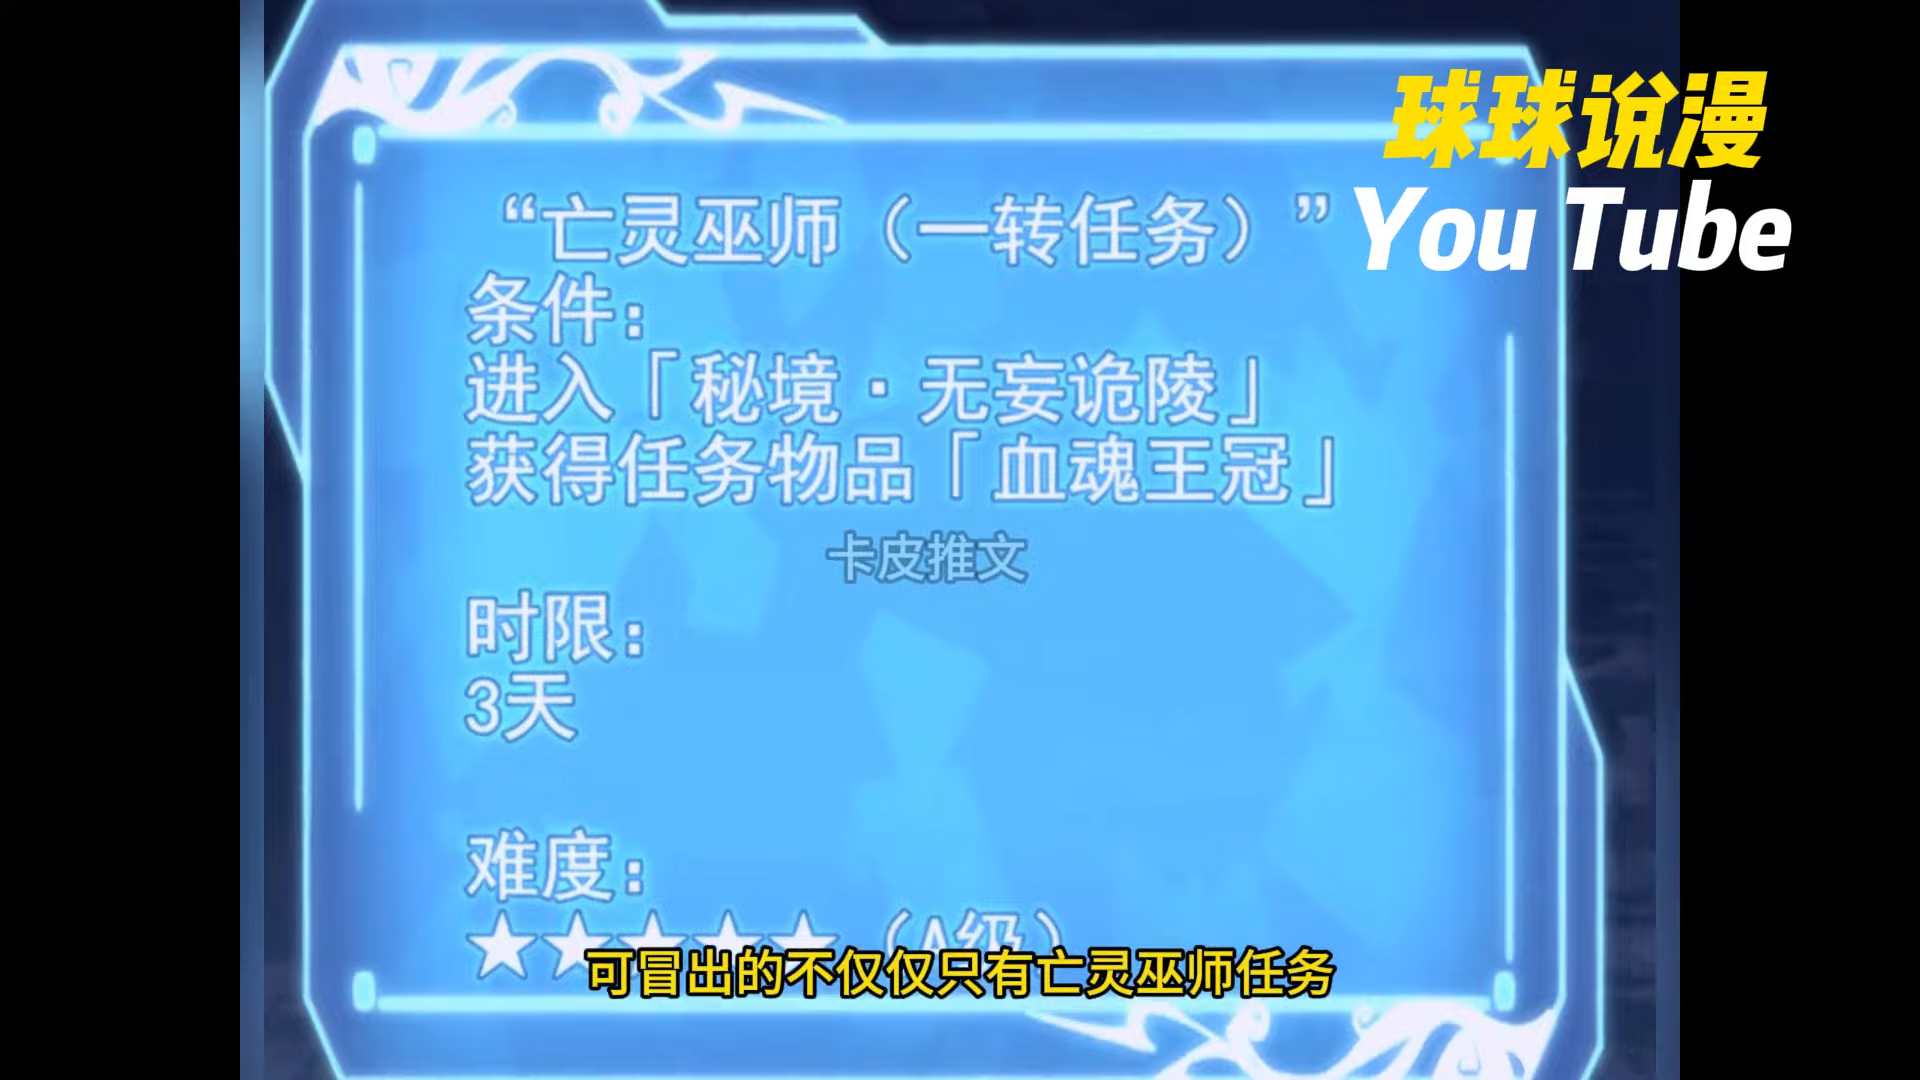 球球说漫
You Tube
“亡灵巫师（一转任务）”
条件：
进入「秘境·无妄诡陵」
获得任务物品「血魂王冠」
卡皮推文
时限：
3天
难度：
★★★★★（A级）
可冒出的不仅仅只有亡灵巫师任务